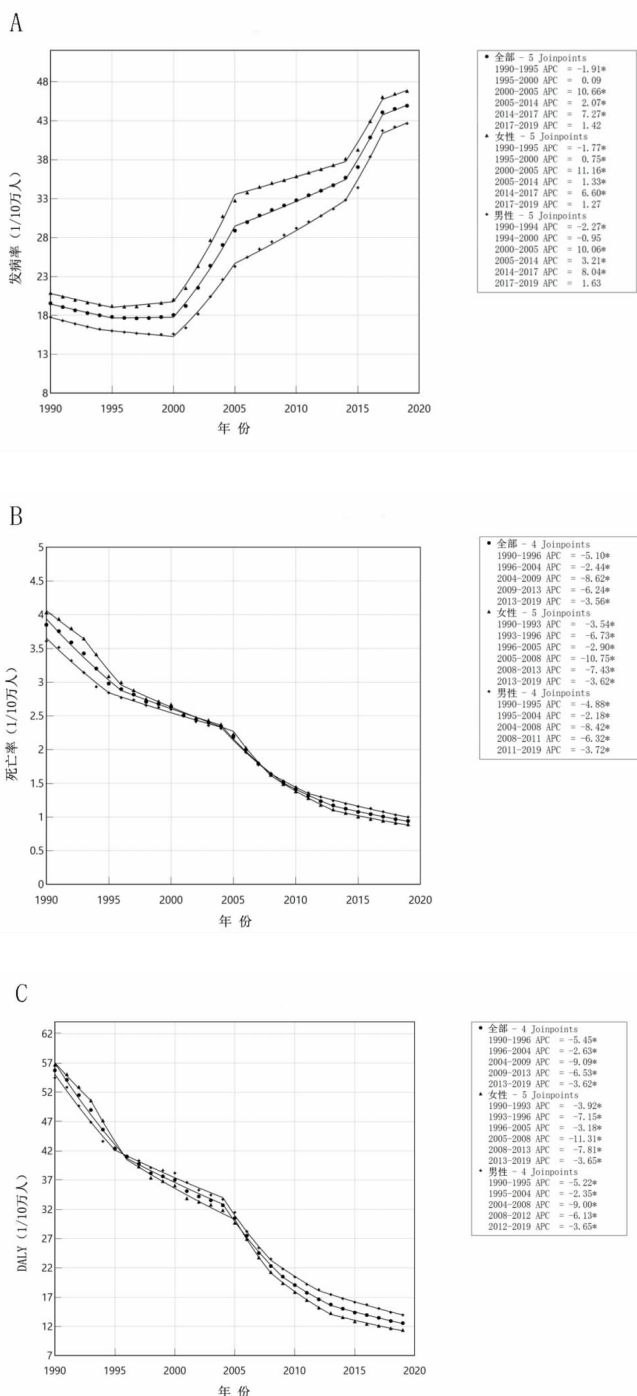 A
● 全部 - 5 Joinpoints
1990-1995 APC = -1.91*
1995-2000 APC = 0.09
2000-2005 APC = 10.66*
2005-2014 APC = 2.07*
2014-2017 APC = 7.27*
2017-2019 APC = 1.42
▲ 女性 - 5 Joinpoints
1990-1995 APC = -1.77*
1995-2000 APC = 0.75*
2000-2005 APC = 11.16*
2005-2014 APC = 1.33*
2014-2017 APC = 6.60*
2017-2019 APC = 1.27
男性 - 5 Joinpoints
1990-1994 APC = -2.27*
1994-2000 APC = -0.95
2000-2005 APC = 10.06*
2005-2014 APC = 3.21*
2014-2017 APC = 8.04*
2017-2019 APC = 1.63
发病率 (1/10万人)
48
43
38
33
28
23
18
13
8
1990 1995 2000 2005 2010 2015 2020
年 份
B
● 全部 - 4 Joinpoints
1990-1996 APC = -5.10*
1996-2004 APC = -2.44*
2004-2009 APC = -8.62*
2009-2013 APC = -6.24*
2013-2019 APC = -3.56*
▲ 女性 - 5 Joinpoints
1990-1993 APC = -3.54*
1993-1996 APC = -6.73*
1996-2005 APC = -2.90*
2005-2008 APC = -10.75*
2008-2013 APC = -7.43*
2013-2019 APC = -3.62*
男性 - 4 Joinpoints
1990-1995 APC = -4.88*
1995-2004 APC = -2.18*
2004-2008 APC = -8.42*
2008-2011 APC = -6.32*
2011-2019 APC = -3.72*
死亡率 (1/10万人)
5
4.5
4
3.5
3
2.5
2
1.5
1
0.5
0
1990 1995 2000 2005 2010 2015 2020
年 份
C
● 全部 - 4 Joinpoints
1990-1996 APC = -5.45*
1996-2004 APC = -2.63*
2004-2009 APC = -9.09*
2009-2013 APC = -6.53*
2013-2019 APC = -3.62*
▲ 女性 - 5 Joinpoints
1990-1993 APC = -3.92*
1993-1996 APC = -7.15*
1996-2005 APC = -3.18*
2005-2008 APC = -11.31*
2008-2013 APC = -7.81*
2013-2019 APC = -3.65*
男性 - 4 Joinpoints
1990-1995 APC = -5.22*
1995-2004 APC = -2.35*
2004-2008 APC = -9.00*
2008-2012 APC = -6.13*
2012-2019 APC = -3.65*
DALY (1/10万人)
62
57
52
47
42
37
32
27
22
17
12
7
1990 1995 2000 2005 2010 2015 2020
年 份